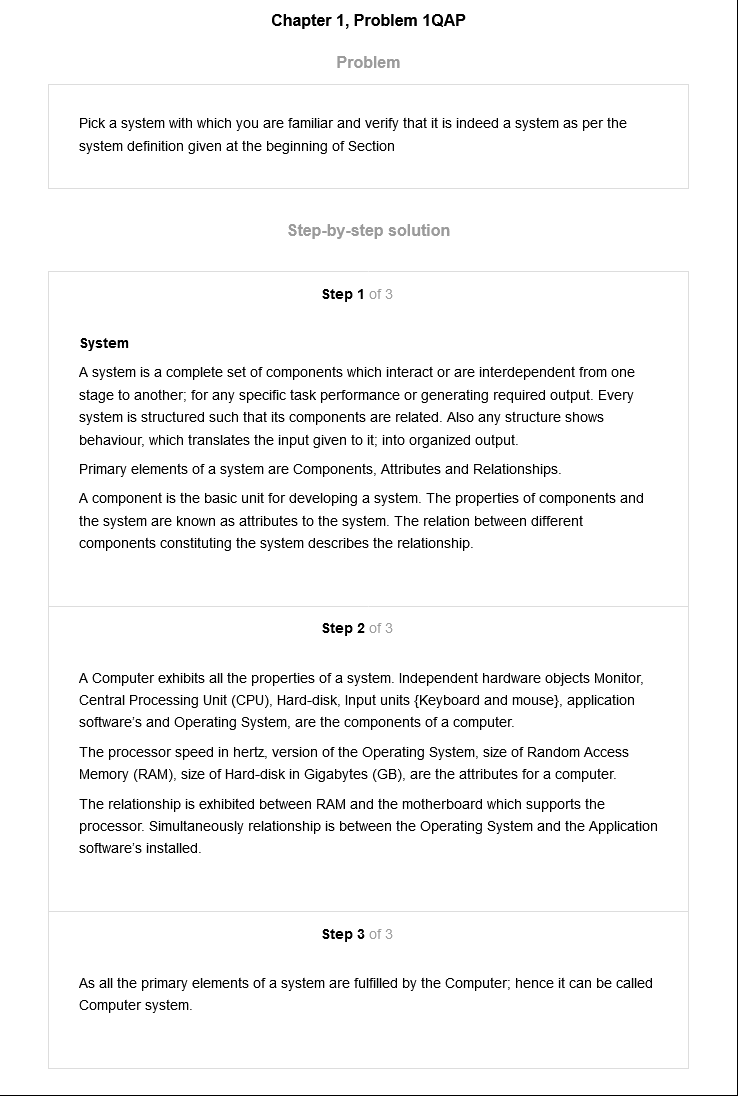 Chapter 1, Problem 1QAP
Problem
Pick a system with which you are familiar and verify that it is indeed a system as per the
system definition given at the beginning of Section
Step-by-step solution
Step 1 of 3
System
A system is a complete set of components which interact or are interdependent from one
stage to another; for any specific task performance or generating required output. Every
system is structured such that its components are related. Also any structure shows
behaviour, which translates the input given to it; into organized output.
Primary elements of a system are Components, Attributes and Relationships.
A component is the basic unit for developing a system. The properties of components and
the system are known as attributes to the system. The relation between different
components constituting the system describes the relationship.
Step 2 of 3
A Computer exhibits all the properties of a system. Independent hardware objects Monitor,
Central Processing Unit (CPU), Hard-disk, Input units {Keyboard and mouse}, application
software's and Operating System, are the components of a computer.
The processor speed in hertz, version of the Operating System, size of Random Access
Memory (RAM), size of Hard-disk in Gigabytes (GB), are the attributes for a computer.
The relationship is exhibited between RAM and the motherboard which supports the
processor. Simultaneously relationship is between the Operating System and the Application
software's installed.
Step 3 of 3
As all the primary elements of a system are fulfilled by the Computer; hence it can be called
Computer system.